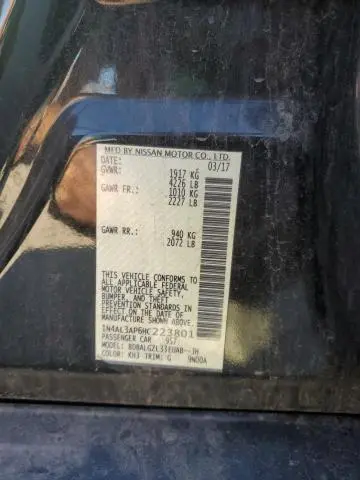 MFD BY NISSAN MOTOR CO., LTD.
DATE: 03/17
GVWR: 1917 KG
4226 LB
GAWR FR.: 1010 KG
2227 LB
GAWR RR.: 940 KG
2072 LB
THIS VEHICLE CONFORMS TO
ALL APPLICABLE FEDERAL
MOTOR VEHICLE SAFETY,
BUMPER, AND THEFT
PREVENTION STANDARDS
IN EFFECT ON THE DATE OF
MANUFACTURE SHOWN ABOVE.
1N4AL3AP6HC223801
PASSENGER CAR 957
MODEL:
COLOR: KH3 TRIM: G 9N00A